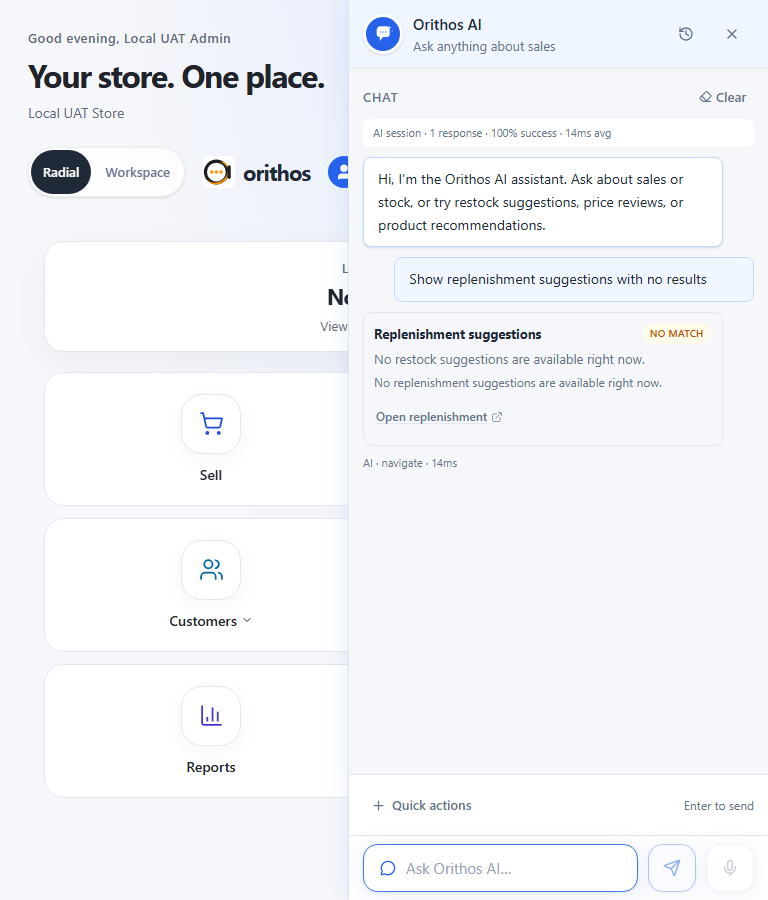 Good evening, Local UAT Admin
Your store. One place.
Local UAT Store
Radial
Workspace
orithos
View
Sell
Customers
Reports
Orithos AI
Ask anything about sales
CHAT
Clear
AI session · 1 response · 100% success · 14ms avg
Hi, I'm the Orithos AI assistant. Ask about sales or
stock, or try restock suggestions, price reviews, or
product recommendations.
Show replenishment suggestions with no results
Replenishment suggestions
NO MATCH
No restock suggestions are available right now.
No replenishment suggestions are available right now.
Open replenishment
AI · navigate · 14ms
Quick actions
Enter to send
Ask Orithos AI...